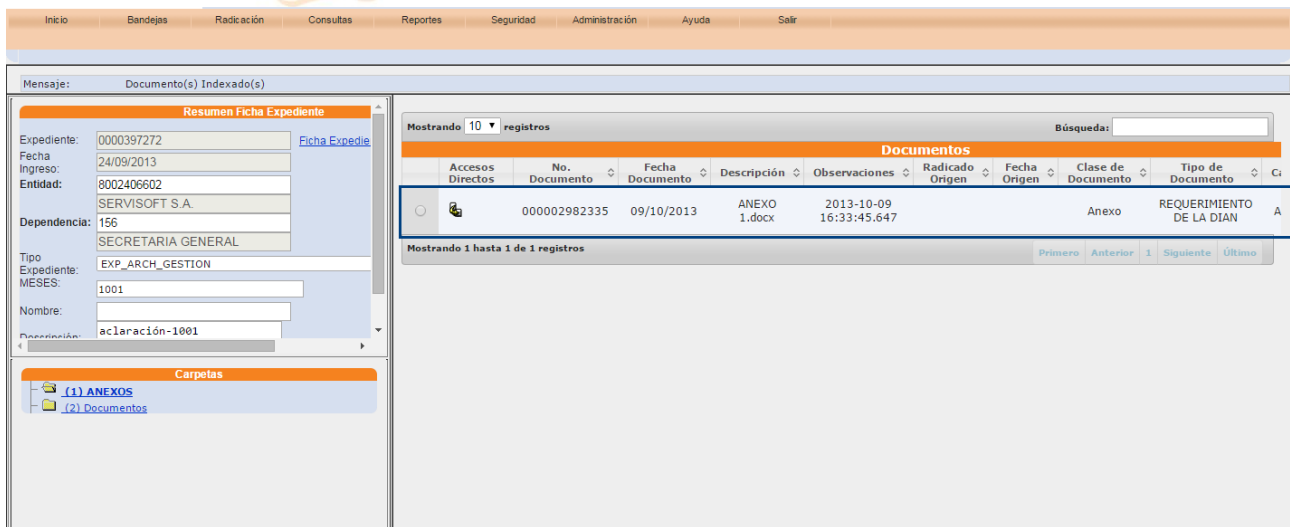 Inicio Bandejas Radicación Consultas Reportes Seguridad Administración Ayuda Salir
Mensaje: Documento(s) Indexado(s)
Resumen Ficha Expediente
Expediente: 0000397272 Ficha Expedie
Fecha Ingreso: 24/09/2013
Entidad: 8002406602
SERVISOFT S.A.
Dependencia: 156
SECRETARIA GENERAL
Tipo Expediente: EXP_ARCH_GESTION
MESES: 1001
Nombre:
Descripción: aclaración-1001
Carpetas
(1) ANEXOS
(2) Documentos
Mostrando 10 registros Búsqueda:
Documentos
Accesos Directos No. Documento Fecha Documento Descripción Observaciones Radicado Origen Fecha Origen Clase de Documento Tipo de Documento Ca
000002982335 09/10/2013 ANEXO 1.docx 2013-10-09 16:33:45.647 Anexo REQUERIMIENTO DE LA DIAN A
Mostrando 1 hasta 1 de 1 registros Primero Anterior 1 Siguiente Último